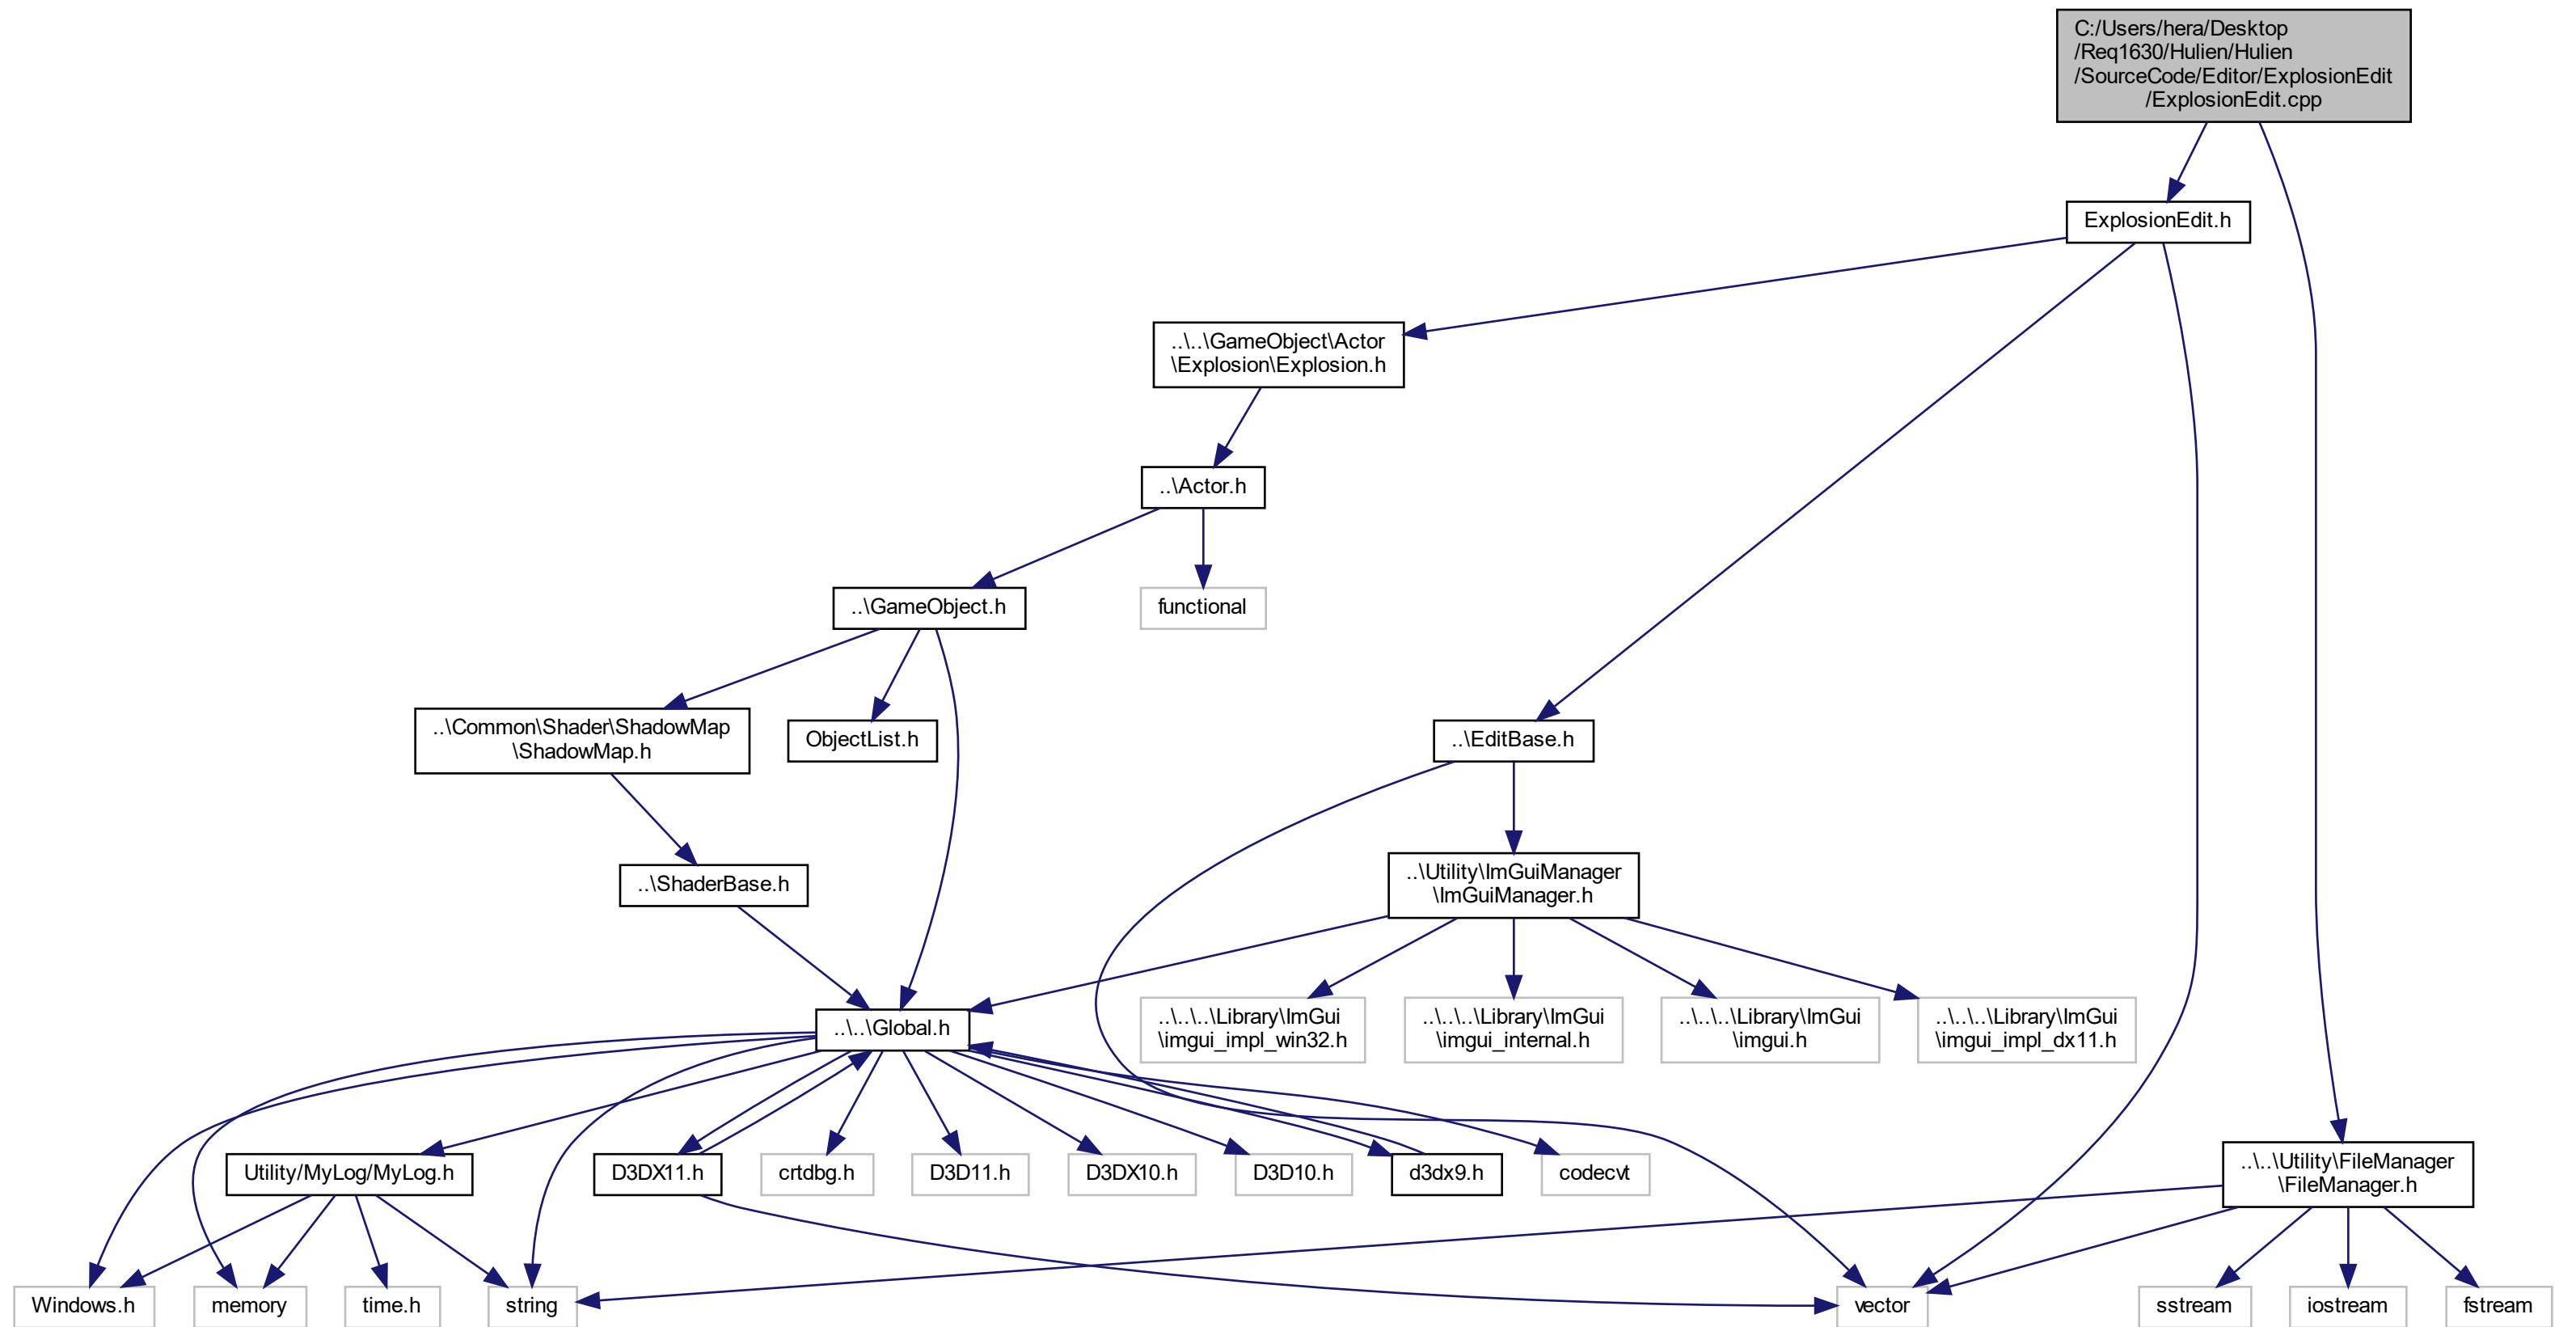 C:/Users/hera/Desktop
/Req1630/Hulien/Hulien
/SourceCode/Editor/ExplosionEdit
/ExplosionEdit.cpp
ExplosionEdit.h
..\..\GameObject\Actor
\Explosion\Explosion.h
..\Actor.h
..\GameObject.h
functional
..\Common\Shader\ShadowMap
\ShadowMap.h
ObjectList.h
..\EditBase.h
..\ShaderBase.h
..\Utility\ImGuiManager
\ImGuiManager.h
..\..\Global.h
..\..\..\Library\ImGui
\imgui_impl_win32.h
..\..\..\Library\ImGui
\imgui_internal.h
..\..\..\Library\ImGui
\imgui.h
..\..\..\Library\ImGui
\imgui_impl_dx11.h
Utility/MyLog/MyLog.h
D3DX11.h
crtdbg.h
D3D11.h
D3DX10.h
D3D10.h
d3dx9.h
codecvt
..\..\Utility\FileManager
\FileManager.h
Windows.h
memory
time.h
string
vector
sstream
iostream
fstream